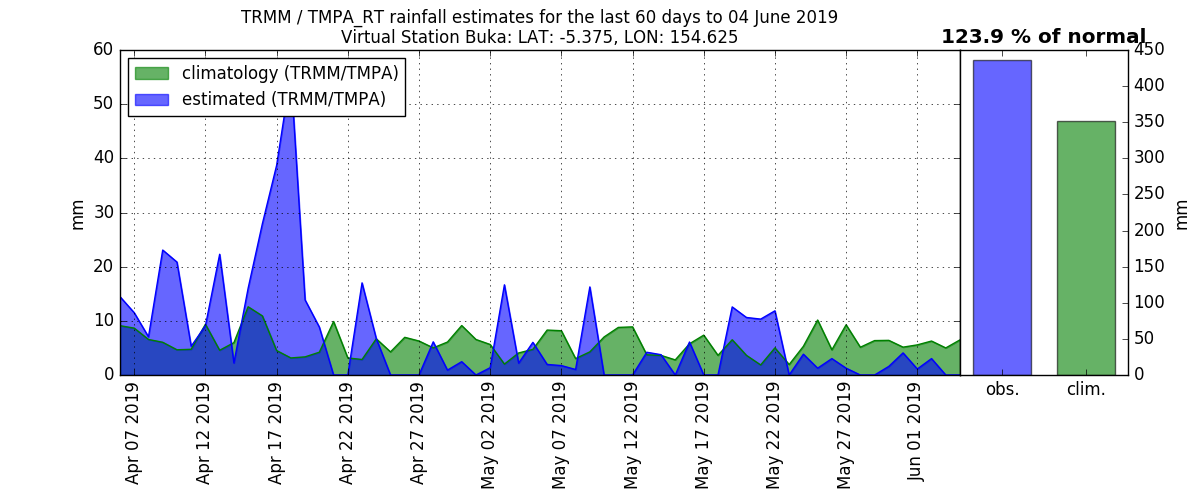 TRMM / TMPA_RT rainfall estimates for the last 60 days to 04 June 2019
Virtual Station Buka: LAT: -5.375, LON: 154.625
123.9 % of normal
climatology (TRMM/TMPA)
estimated (TRMM/TMPA)
60
50
40
30
20
10
0
mm
Apr 07 2019
Apr 12 2019
Apr 17 2019
Apr 22 2019
Apr 27 2019
May 02 2019
May 07 2019
May 12 2019
May 17 2019
May 22 2019
May 27 2019
Jun 01 2019
450
400
350
300
250
200
150
100
50
0
mm
obs.
clim.